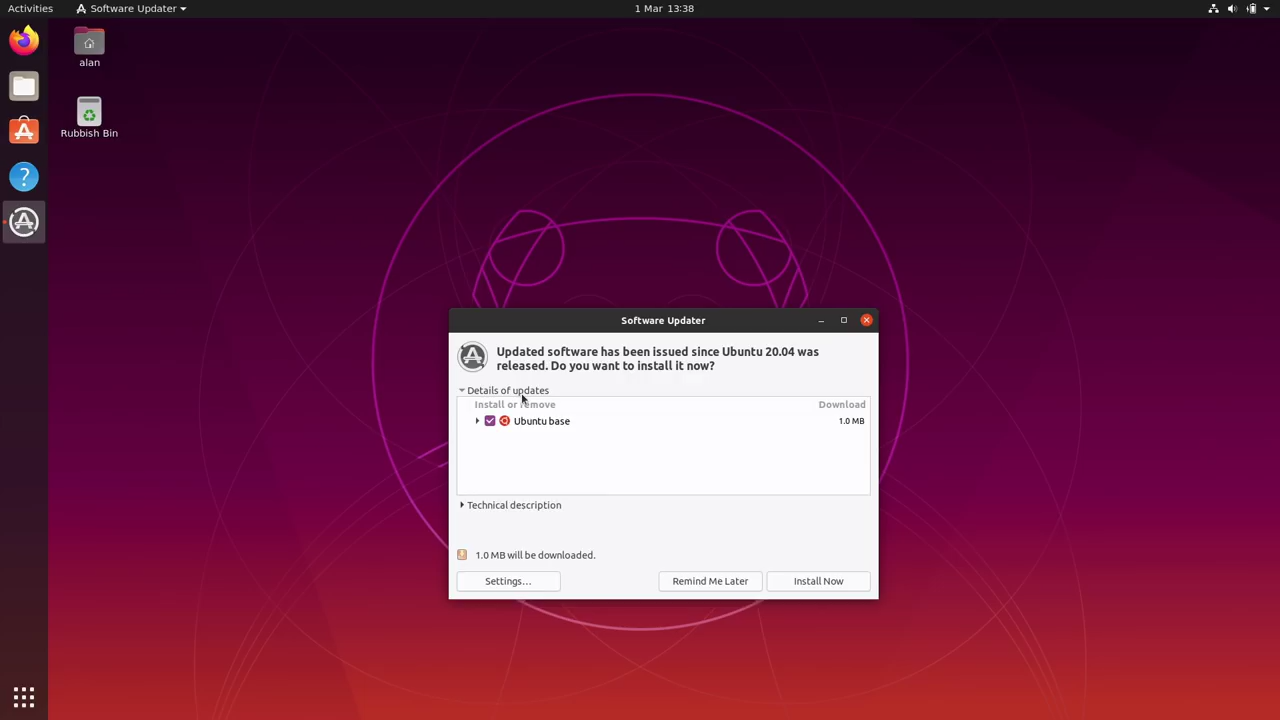 Activities
Software Updater
1 Mar 13:38
alan
Rubbish Bin
Software Updater
Updated software has been issued since Ubuntu 20.04 was
released. Do you want to install it now?
Details of updates
Install or remove Download
Ubuntu base 1.0 MB
Technical description
1.0 MB will be downloaded.
Settings…
Remind Me Later
Install Now